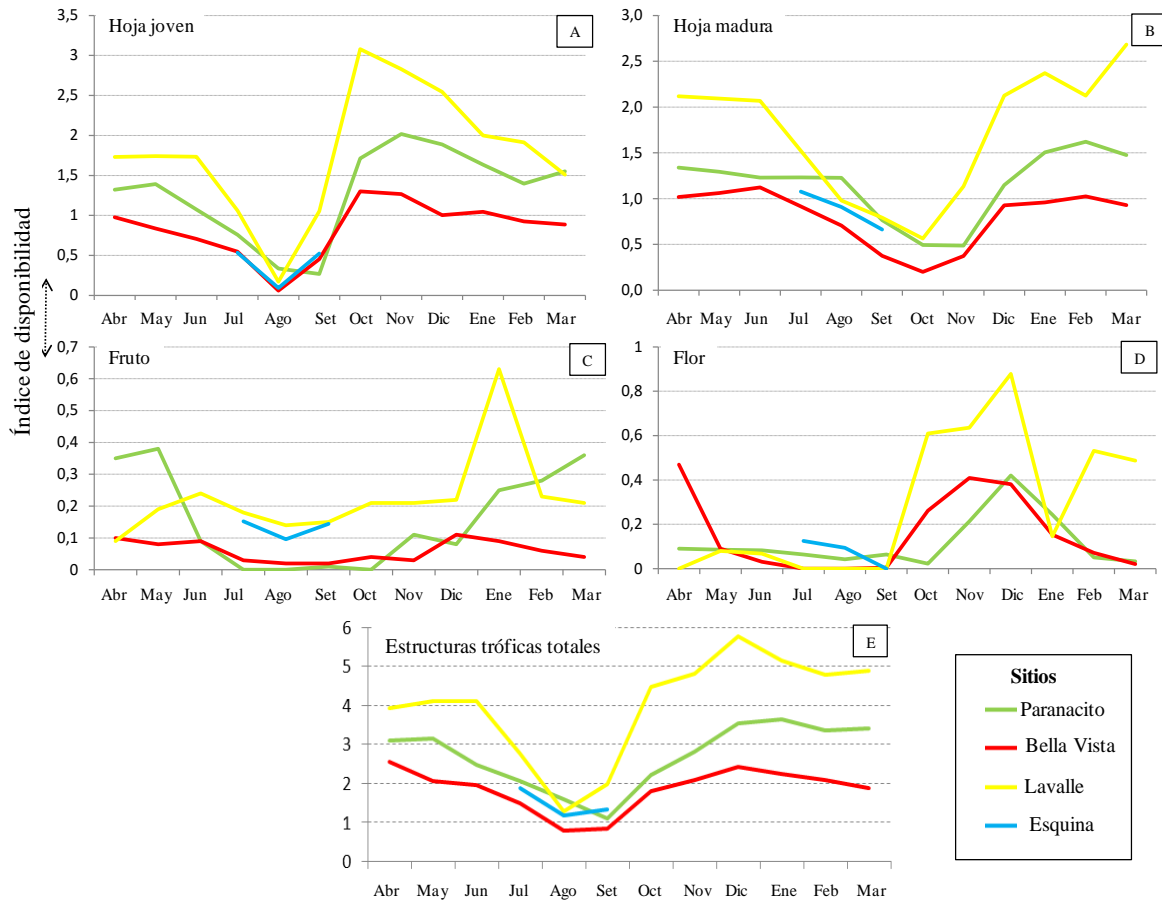 Índice de disponibilidad
Hoja joven
A
3,5
3
2,5
2
1,5
1
0,5
0
Abr May Jun Jul Ago Set Oct Nov Dic Ene Feb Mar
Hoja madura
B
3,0
2,5
2,0
1,5
1,0
0,5
0,0
Abr May Jun Jul Ago Set Oct Nov Dic Ene Feb Mar
Fruto
C
0,7
0,6
0,5
0,4
0,3
0,2
0,1
0
Abr May Jun Jul Ago Set Oct Nov Dic Ene Feb Mar
Flor
D
1
0,8
0,6
0,4
0,2
0
Abr May Jun Jul Ago Set Oct Nov Dic Ene Feb Mar
Estructuras tróficas totales
E
6
5
4
3
2
1
0
Abr May Jun Jul Ago Set Oct Nov Dic Ene Feb Mar
Sitios
Paranacito
Bella Vista
Lavalle
Esquina